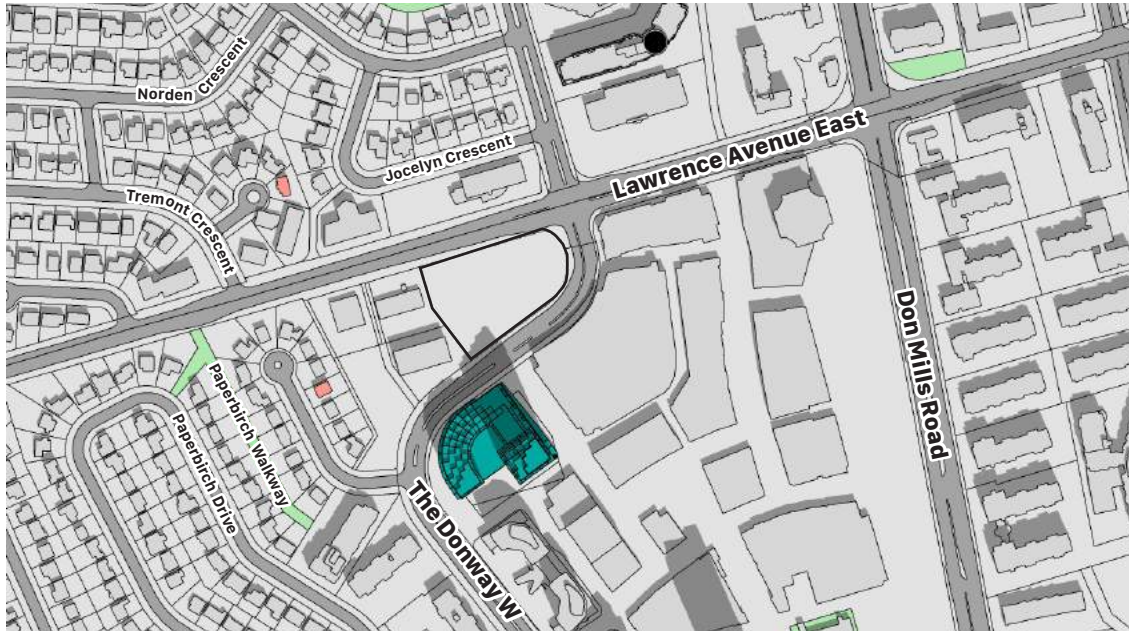 Norden Crescent
Jocelyn Crescent
Lawrence Avenue East
Tremont Crescent
Don Mills Road
Paperbirch Walkway
Paperbirch Drive
The Donway W